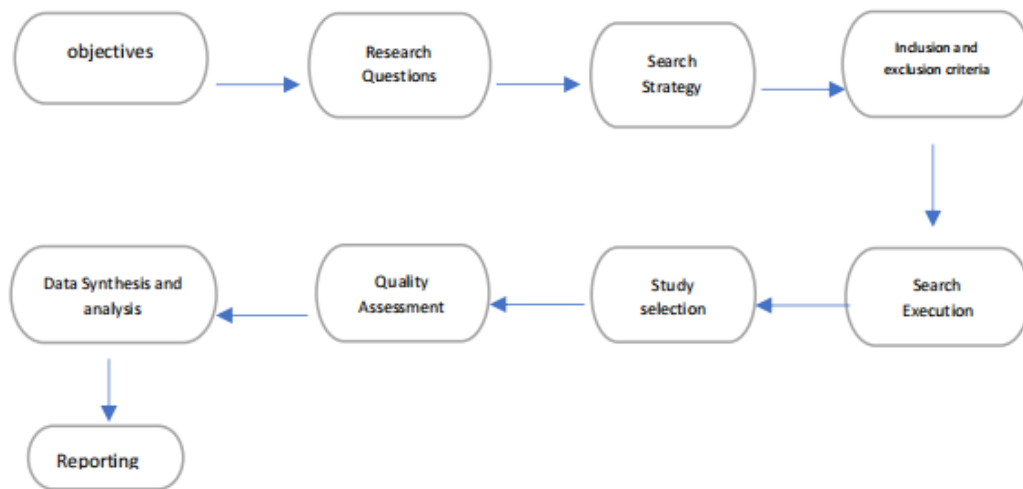 objectives
Research
Questions
Search
Strategy
Inclusion and
exclusion criteria
Search
Execution
Study
selection
Quality
Assessment
Data Synthesis and
analysis
Reporting